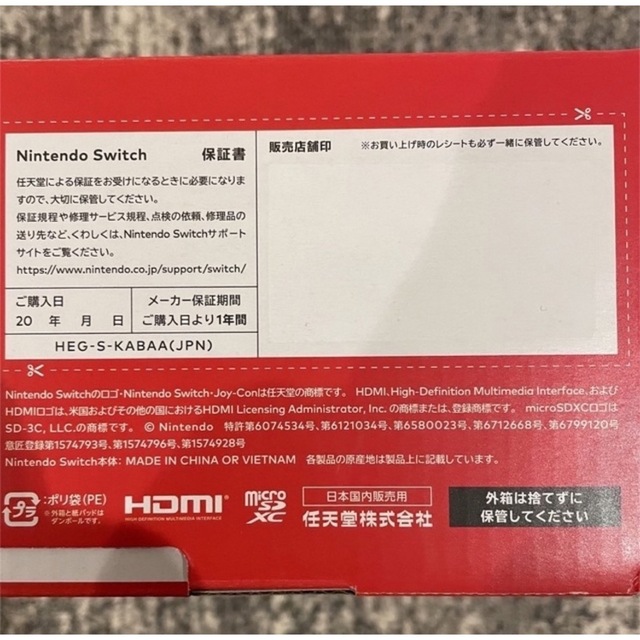 Nintendo Switch 保証書
任天堂による保証をお受けになるときに必要になりま
すので、大切に保管してください。
保証規程や修理サービス規程、点検の依頼、修理品の
送り先など、くわしくは、Nintendo Switchサポート
サイトをご覧ください。
https://www.nintendo.co.jp/support/switch/
ご購入日
20 年 月 日
メーカー保証期間
ご購入日より1年間
HEG-S-KABAA(JPN)
販売店舗印
※お買い上げ時のレシートも必ず一緒に保管してください。
Nintendo Switchのロゴ・Nintendo Switch・Joy-Conは任天堂の商標です。 HDMI、High-Definition Multimedia Interface、および
HDMIロゴは、米国およびその他の国におけるHDMI Licensing Administrator, Inc. の商標または、登録商標です。 microSDXCロゴは
SD-3C, LLC.の商標です。 © Nintendo 特許第6074534号、第6121034号、第6580023号、第6712668号、第6799120号
意匠登録第1574793号、第1574796号、第1574928号
Nintendo Switch本体: MADE IN CHINA OR VIETNAM 各製品の原産地は製品上に記載しています。
プラ
:ポリ袋(PE)
※外箱と紙パッドは
ダンボールです。
HDMI
HIGH DEFINITION MULTIMEDIA INTERFACE
micro
SD
XC
日本国内販売用
任天堂株式会社
外箱は捨てずに
保管してください